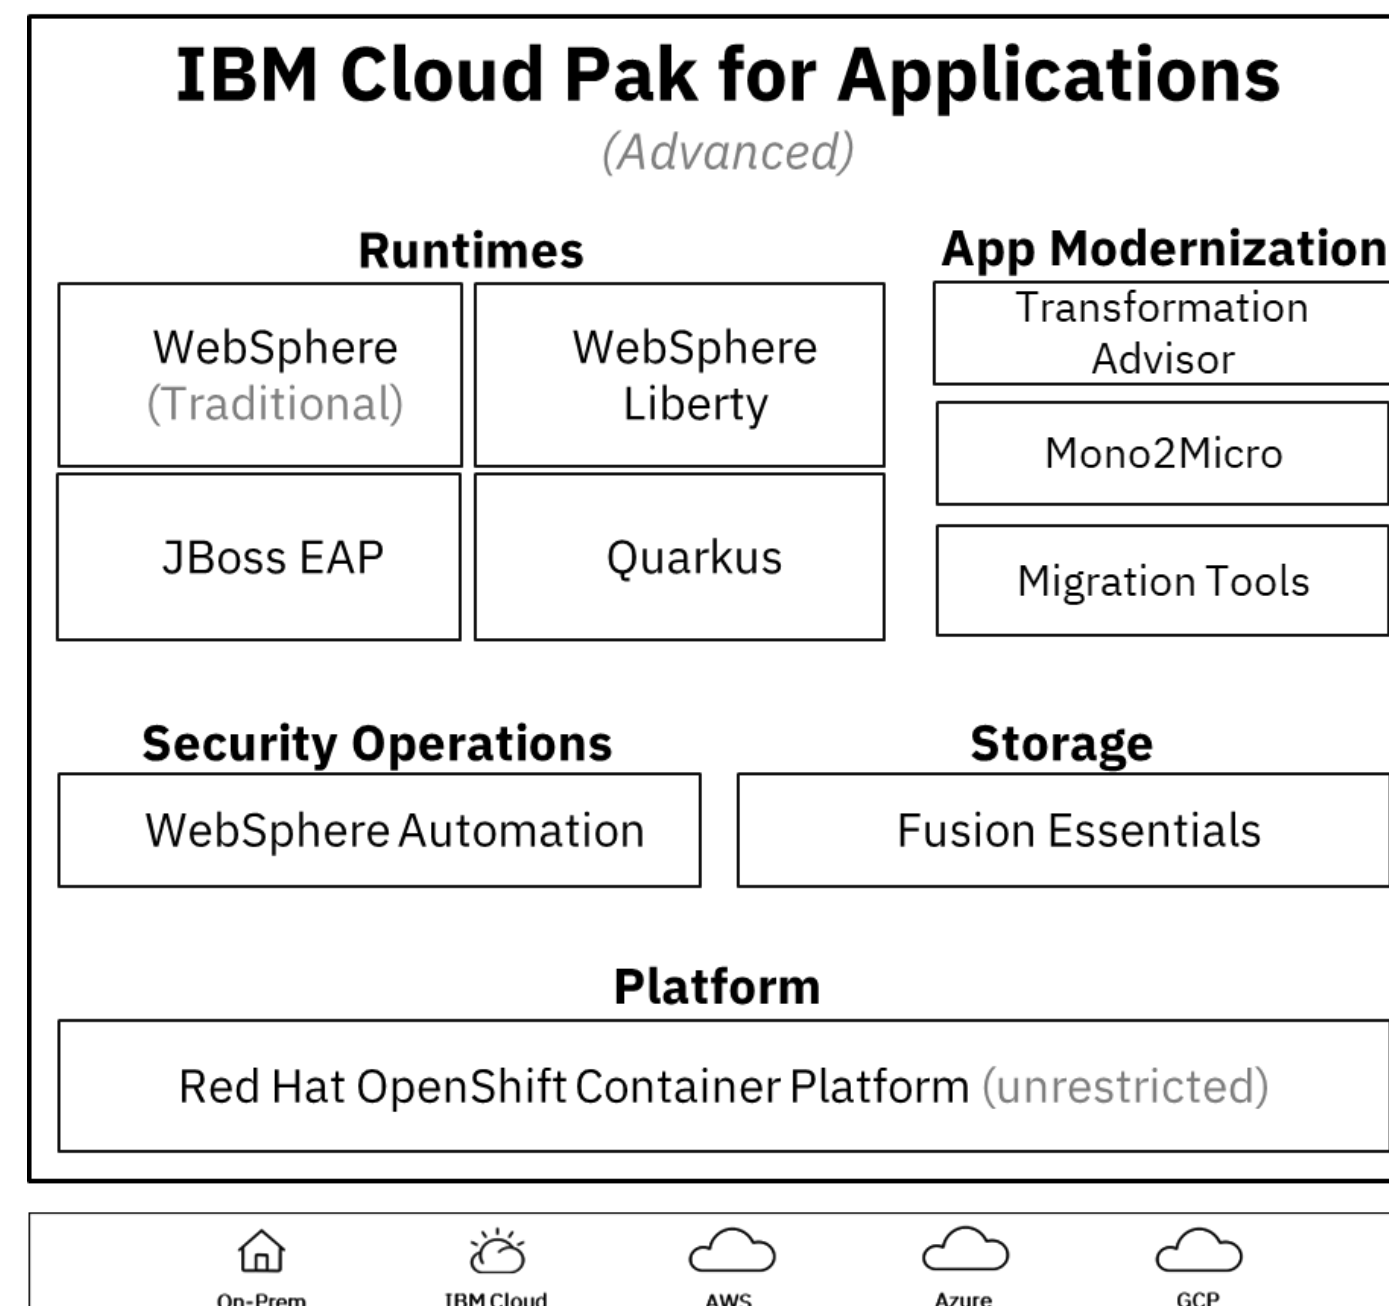 IBM Cloud Pak for Applications
(Advanced)
Runtimes
WebSphere
(Traditional)
WebSphere
Liberty
JBoss EAP
Quarkus
App Modernization
Transformation
Advisor
Mono2Micro
Migration Tools
Security Operations
WebSphere Automation
Storage
Fusion Essentials
Platform
Red Hat OpenShift Container Platform (unrestricted)
On-Prem
IBM Cloud
AWS
Azure
GCP